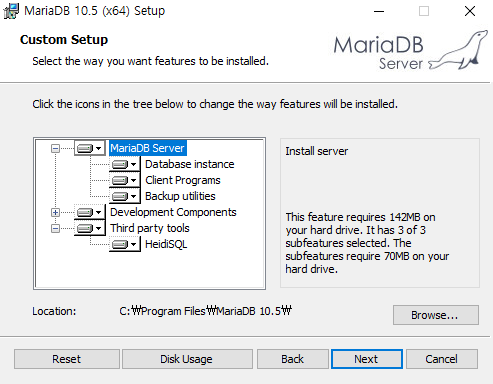 MariaDB 10.5 (x64) Setup
Custom Setup
Select the way you want features to be installed.
MariaDB
Server
Click the icons in the tree below to change the way features will be installed.
MariaDB Server
Database instance
Client Programs
Backup utilities
Development Components
Third party tools
HeidiSQL
Install server
This feature requires 142MB on
your hard drive. It has 3 of 3
subfeatures selected. The
subfeatures require 70MB on your
hard drive.
Location: C:₩Program Files₩MariaDB 10.5₩
Browse...
Reset Disk Usage Back Next Cancel